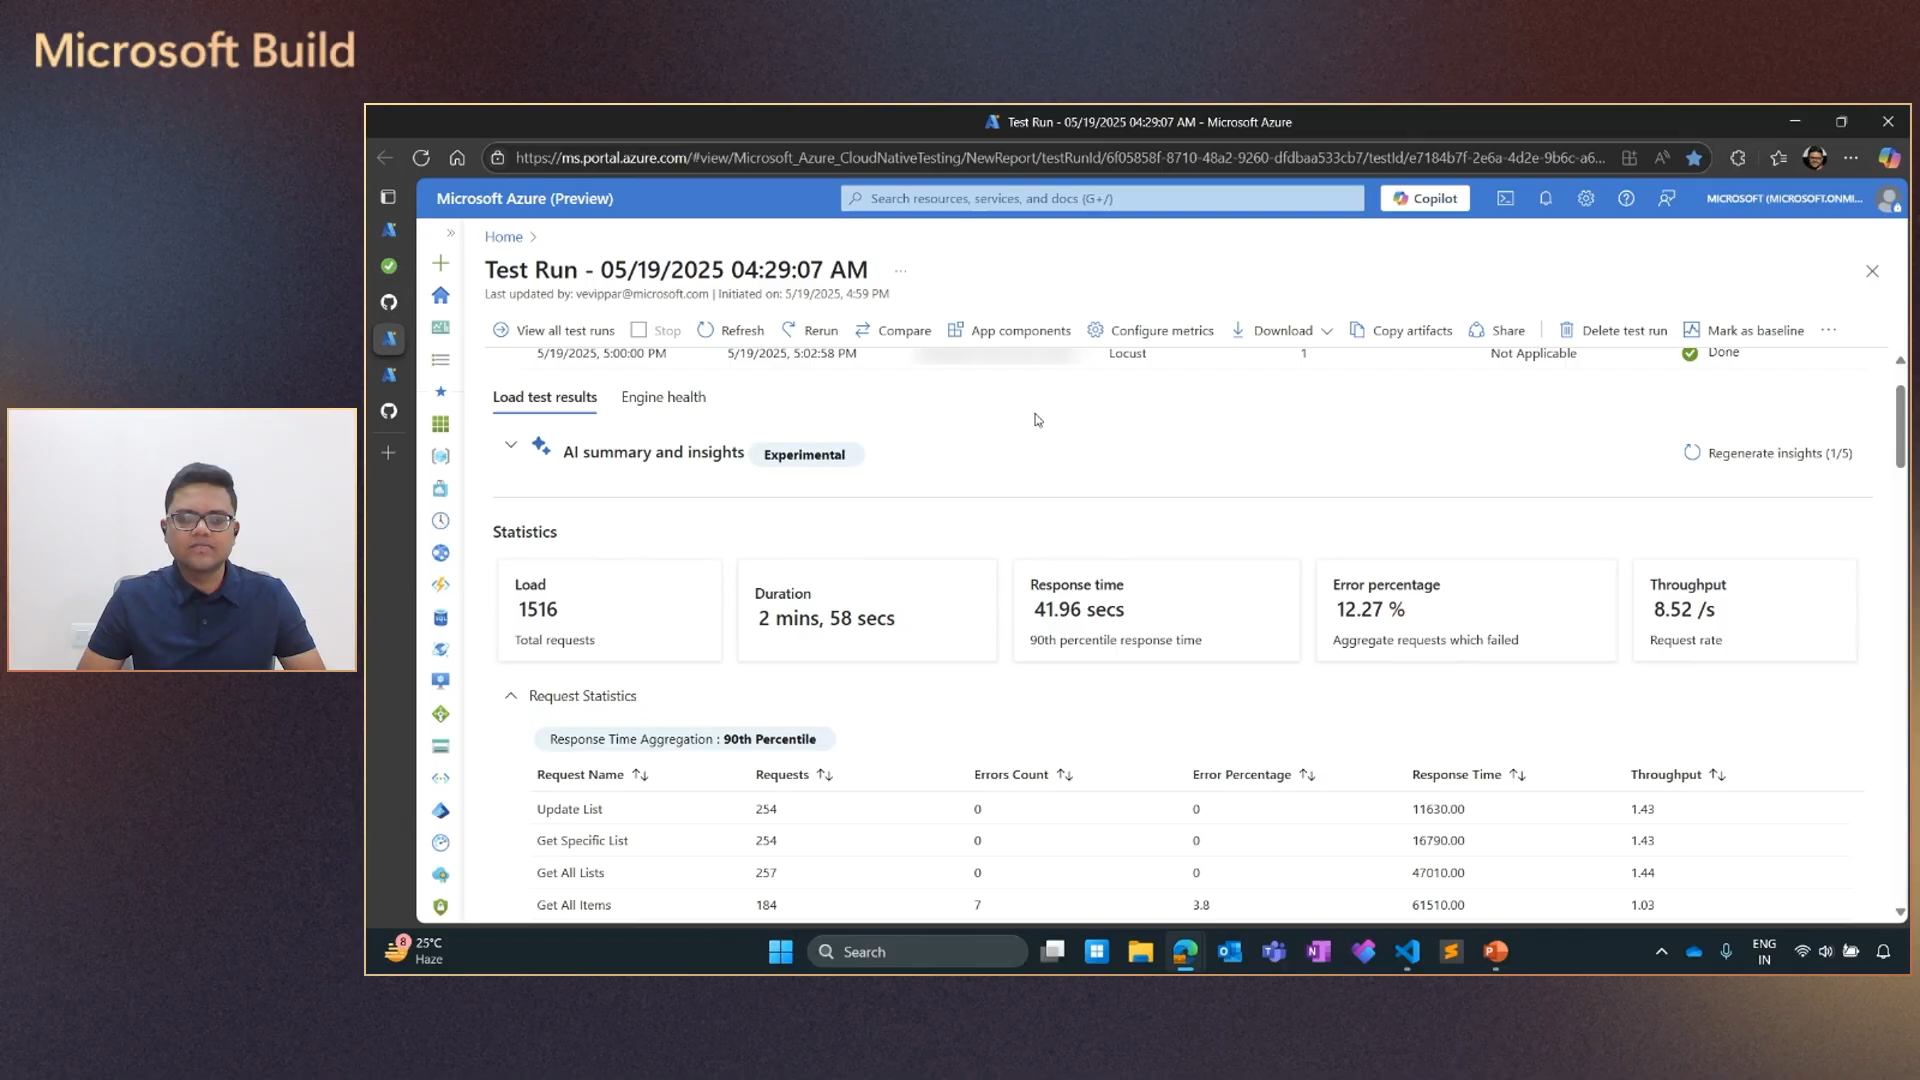 Microsoft Build
Test Run - 05/19/2025 04:29:07 AM - Microsoft Azure
https://ms.portal.azure.com/#view/Microsoft_Azure_CloudNativeTesting/NewReport/testRunId/6f05858f-8710-48a2-9260-dfdbaa533cb7/testId/e7184b7f-2e6a-4d2e-9b6c-a6...
Microsoft Azure (Preview)
Search resources, services, and docs (G+/)
Copilot
MICROSOFT (MICROSOFT.ONMI...
Home >
Test Run - 05/19/2025 04:29:07 AM ...
Last updated by: vevippar@microsoft.com | Initiated on: 5/19/2025, 4:59 PM
View all test runs Stop Refresh Rerun Compare App components Configure metrics Download Copy artifacts Share Delete test run Mark as baseline ...
5/19/2025, 5:00:00 PM 5/19/2025, 5:02:58 PM Locust 1 Not Applicable Done
Load test results Engine health
AI summary and insights Experimental Regenerate insights (1/5)
Statistics
Load
1516
Total requests
Duration
2 mins, 58 secs
Response time
41.96 secs
90th percentile response time
Error percentage
12.27 %
Aggregate requests which failed
Throughput
8.52 /s
Request rate
Request Statistics
Response Time Aggregation : 90th Percentile
Request Name Requests Errors Count Error Percentage Response Time Throughput
Update List 254 0 0 11630.00 1.43
Get Specific List 254 0 0 16790.00 1.43
Get All Lists 257 0 0 47010.00 1.44
Get All Items 184 7 3.8 61510.00 1.03
8
25°C
Haze
Search
ENG
IN